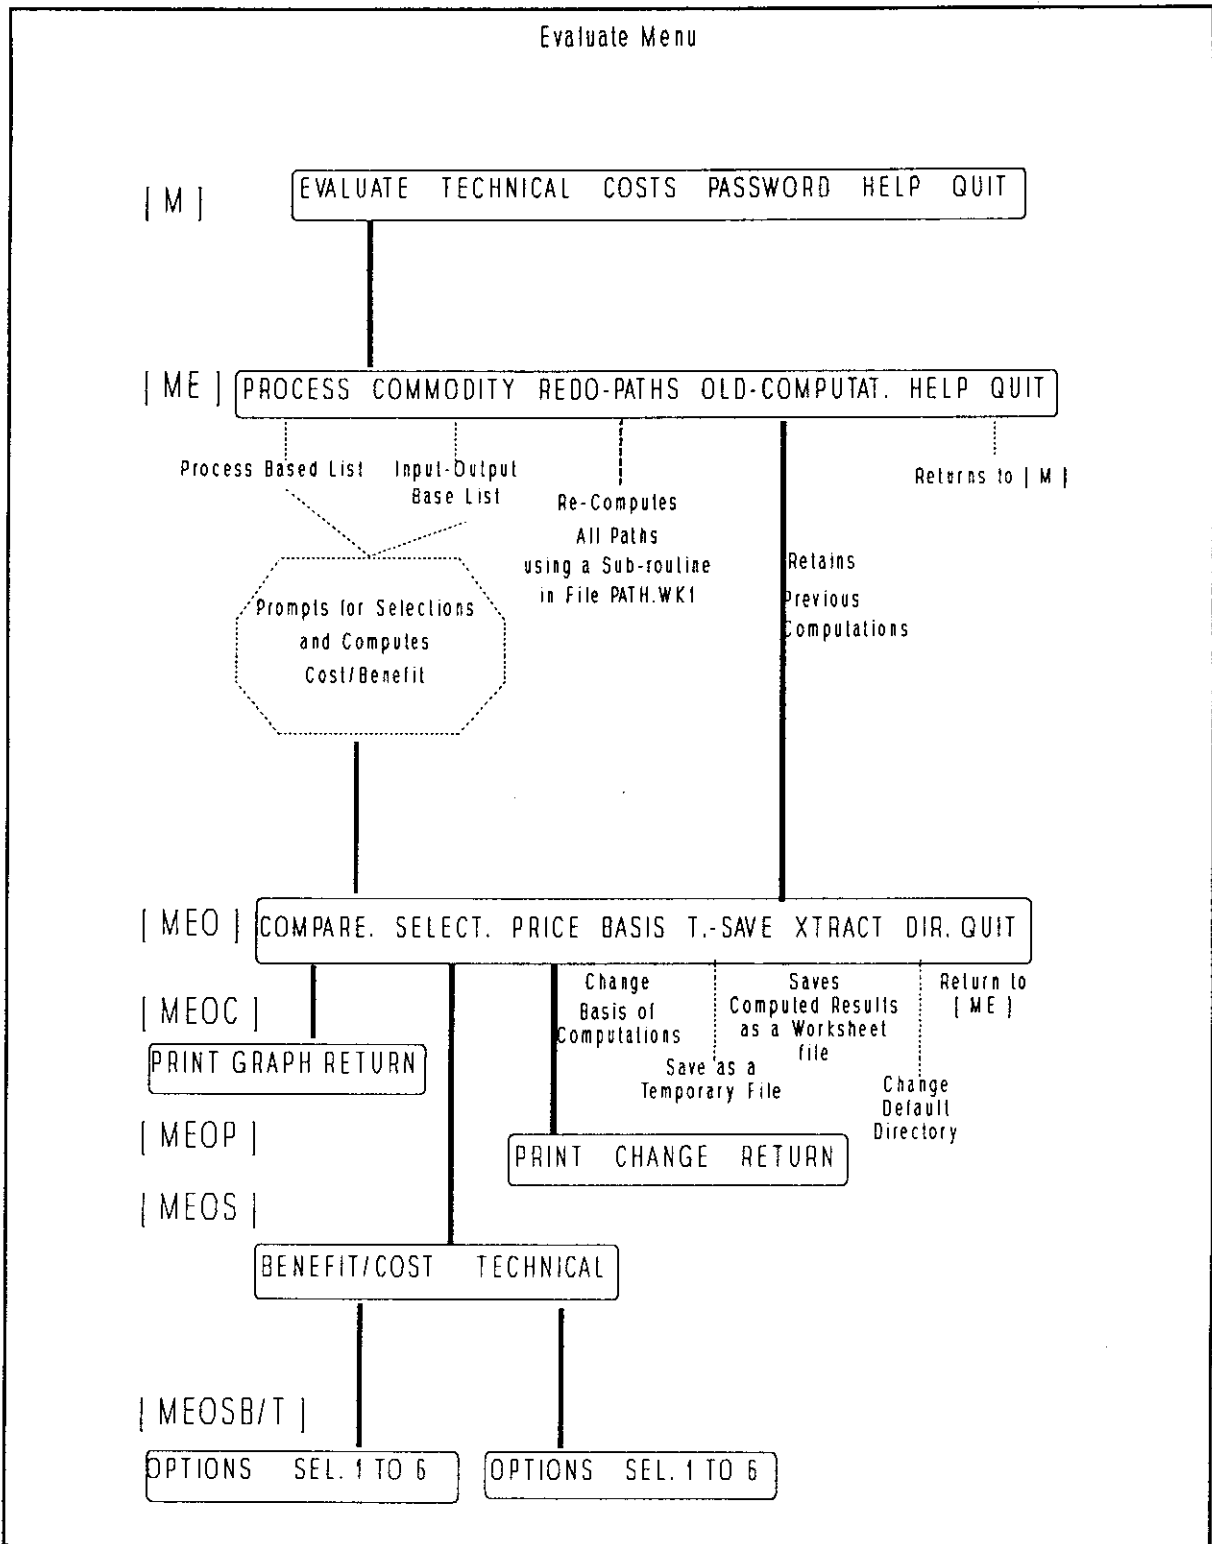 Evaluate Menu
[ M ]
EVALUATE TECHNICAL COSTS PASSWORD HELP QUIT
[ ME ]
PROCESS COMMODITY REDO-PATHS OLD-COMPUTAT. HELP QUIT
Process Based List
Input-Output
Base List
Re-Computes
All Paths
using a Sub-routine
in File PATH.WK1
Returns to [ M ]
Retains
Previous
Computations
Prompts for Selections
and Computes
Cost/Benefit
[ MEO ]
COMPARE. SELECT. PRICE BASIS T.-SAVE XTRACT DIR. QUIT
Change
Basis of
Computations
Saves
Computed Results
as a Worksheet
file
Return to
[ ME ]
[ MEOC ]
PRINT GRAPH RETURN
Save as a
Temporary File
Change
Default
Directory
[ MEOP ]
PRINT CHANGE RETURN
[ MEOS ]
BENEFIT/COST TECHNICAL
[ MEOSB/T ]
OPTIONS SEL. 1 TO 6
OPTIONS SEL. 1 TO 6